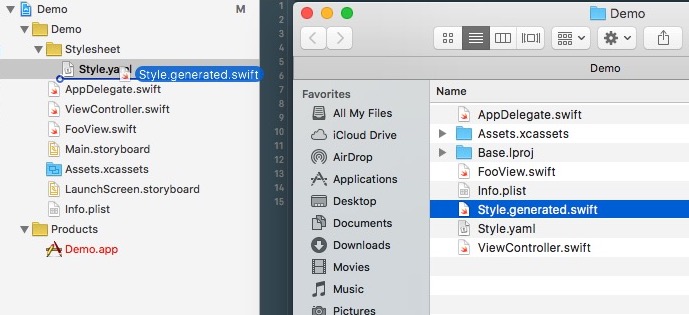 Demo
M
Demo
Stylesheet
Style.yaml
Style.generated.swift
AppDelegate.swift
ViewController.swift
FooView.swift
Main.storyboard
Assets.xcassets
LaunchScreen.storyboard
Info.plist
Products
Demo.app
1
2
3
4
5
6
7
8
9
10
11
12
13
14
15
Demo
Demo
Favorites
All My Files
iCloud Drive
AirDrop
Applications
Desktop
Documents
Downloads
Movies
Music
Pictures
Name
AppDelegate.swift
Assets.xcassets
Base.lproj
FooView.swift
Info.plist
Style.generated.swift
Style.yaml
ViewController.swift